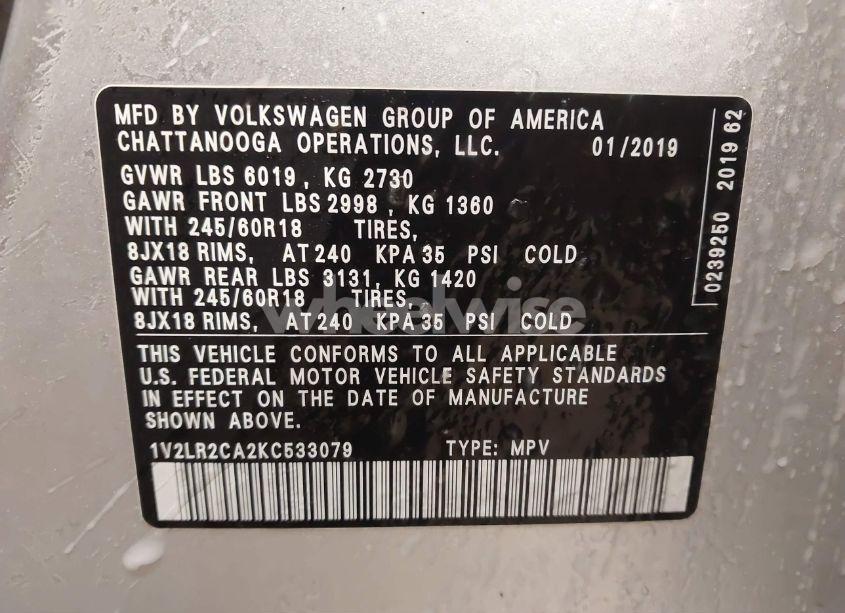 MFD BY VOLKSWAGEN GROUP OF AMERICA
CHATTANOOGA OPERATIONS, LLC. 01/2019
GVWR LBS 6019, KG 2730
GAWR FRONT LBS 2998, KG 1360
WITH 245/60R18 TIRES,
8JX18 RIMS, AT 240 KPA 35 PSI COLD
GAWR REAR LBS 3131, KG 1420
WITH 245/60R18 TIRES,
8JX18 RIMS, AT 240 KPA 35 PSI COLD
THIS VEHICLE CONFORMS TO ALL APPLICABLE
U.S. FEDERAL MOTOR VEHICLE SAFETY STANDARDS
IN EFFECT ON THE DATE OF MANUFACTURE
SHOWN ABOVE.
1V2LR2CA2KC533079 TYPE: MPV
0239250 2019 62
wheelwise